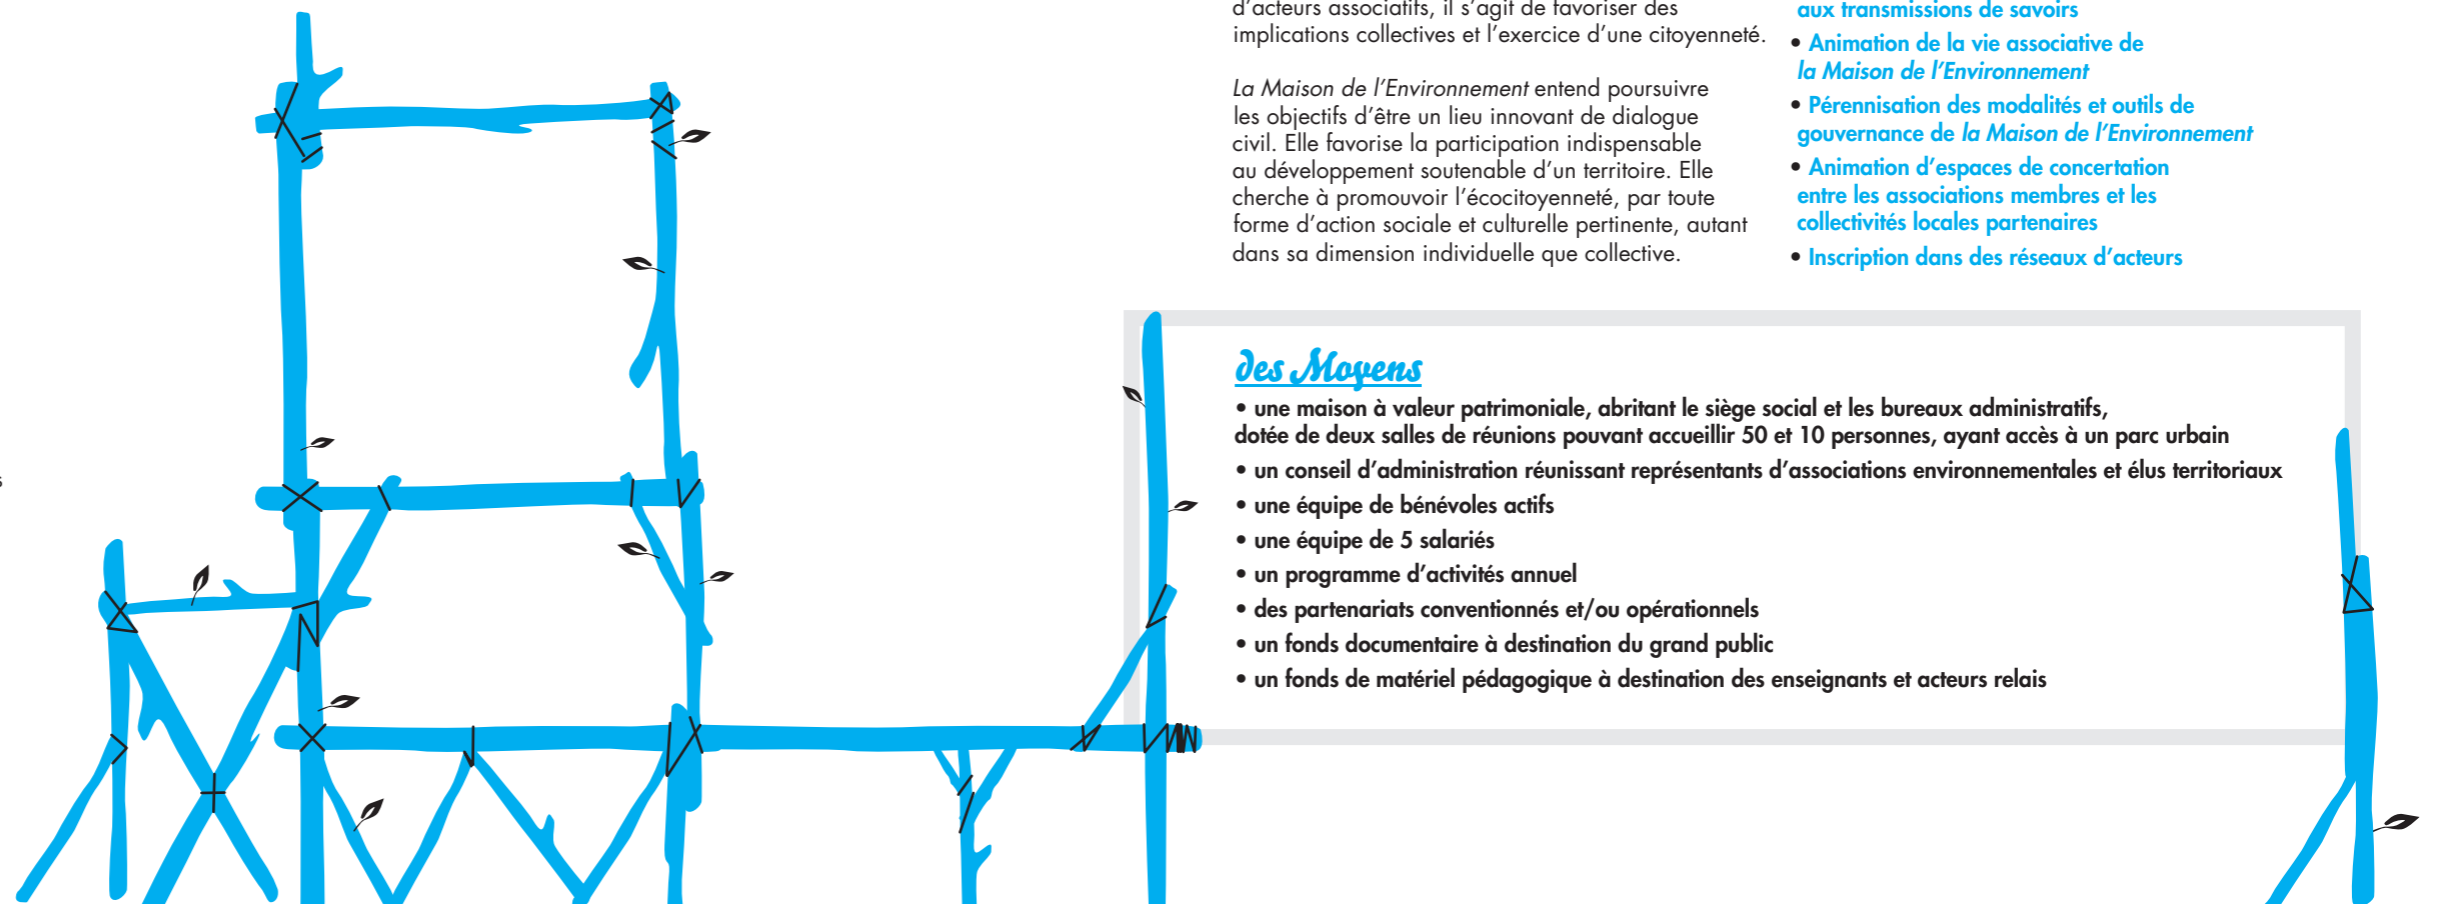 d’acteurs associatifs, il s’agit de favoriser des
implications collectives et l’exercice d’une citoyenneté.
La Maison de l’Environnement entend poursuivre
les objectifs d’être un lieu innovant de dialogue
civil. Elle favorise la participation indispensable
au développement soutenable d’un territoire. Elle
cherche à promouvoir l’écocitoyenneté, par toute
forme d’action sociale et culturelle pertinente, autant
dans sa dimension individuelle que collective.
aux transmissions de savoirs
• Animation de la vie associative de
la Maison de l’Environnement
• Pérennisation des modalités et outils de
gouvernance de la Maison de l’Environnement
• Animation d’espaces de concertation
entre les associations membres et les
collectivités locales partenaires
• Inscription dans des réseaux d’acteurs
des Moyens
• une maison à valeur patrimoniale, abritant le siège social et les bureaux administratifs,
dotée de deux salles de réunions pouvant accueillir 50 et 10 personnes, ayant accès à un parc urbain
• un conseil d’administration réunissant représentants d’associations environnementales et élus territoriaux
• une équipe de bénévoles actifs
• une équipe de 5 salariés
• un programme d’activités annuel
• des partenariats conventionnés et/ou opérationnels
• un fonds documentaire à destination du grand public
• un fonds de matériel pédagogique à destination des enseignants et acteurs relais